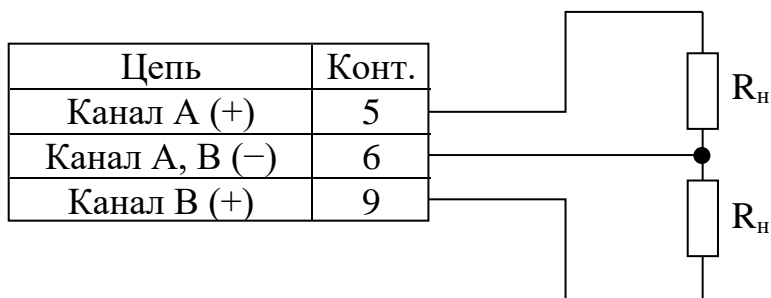 Цепь Конт.
Канал А (+) 5
Rн
Канал А, В (−) 6
Канал В (+) 9
Rн